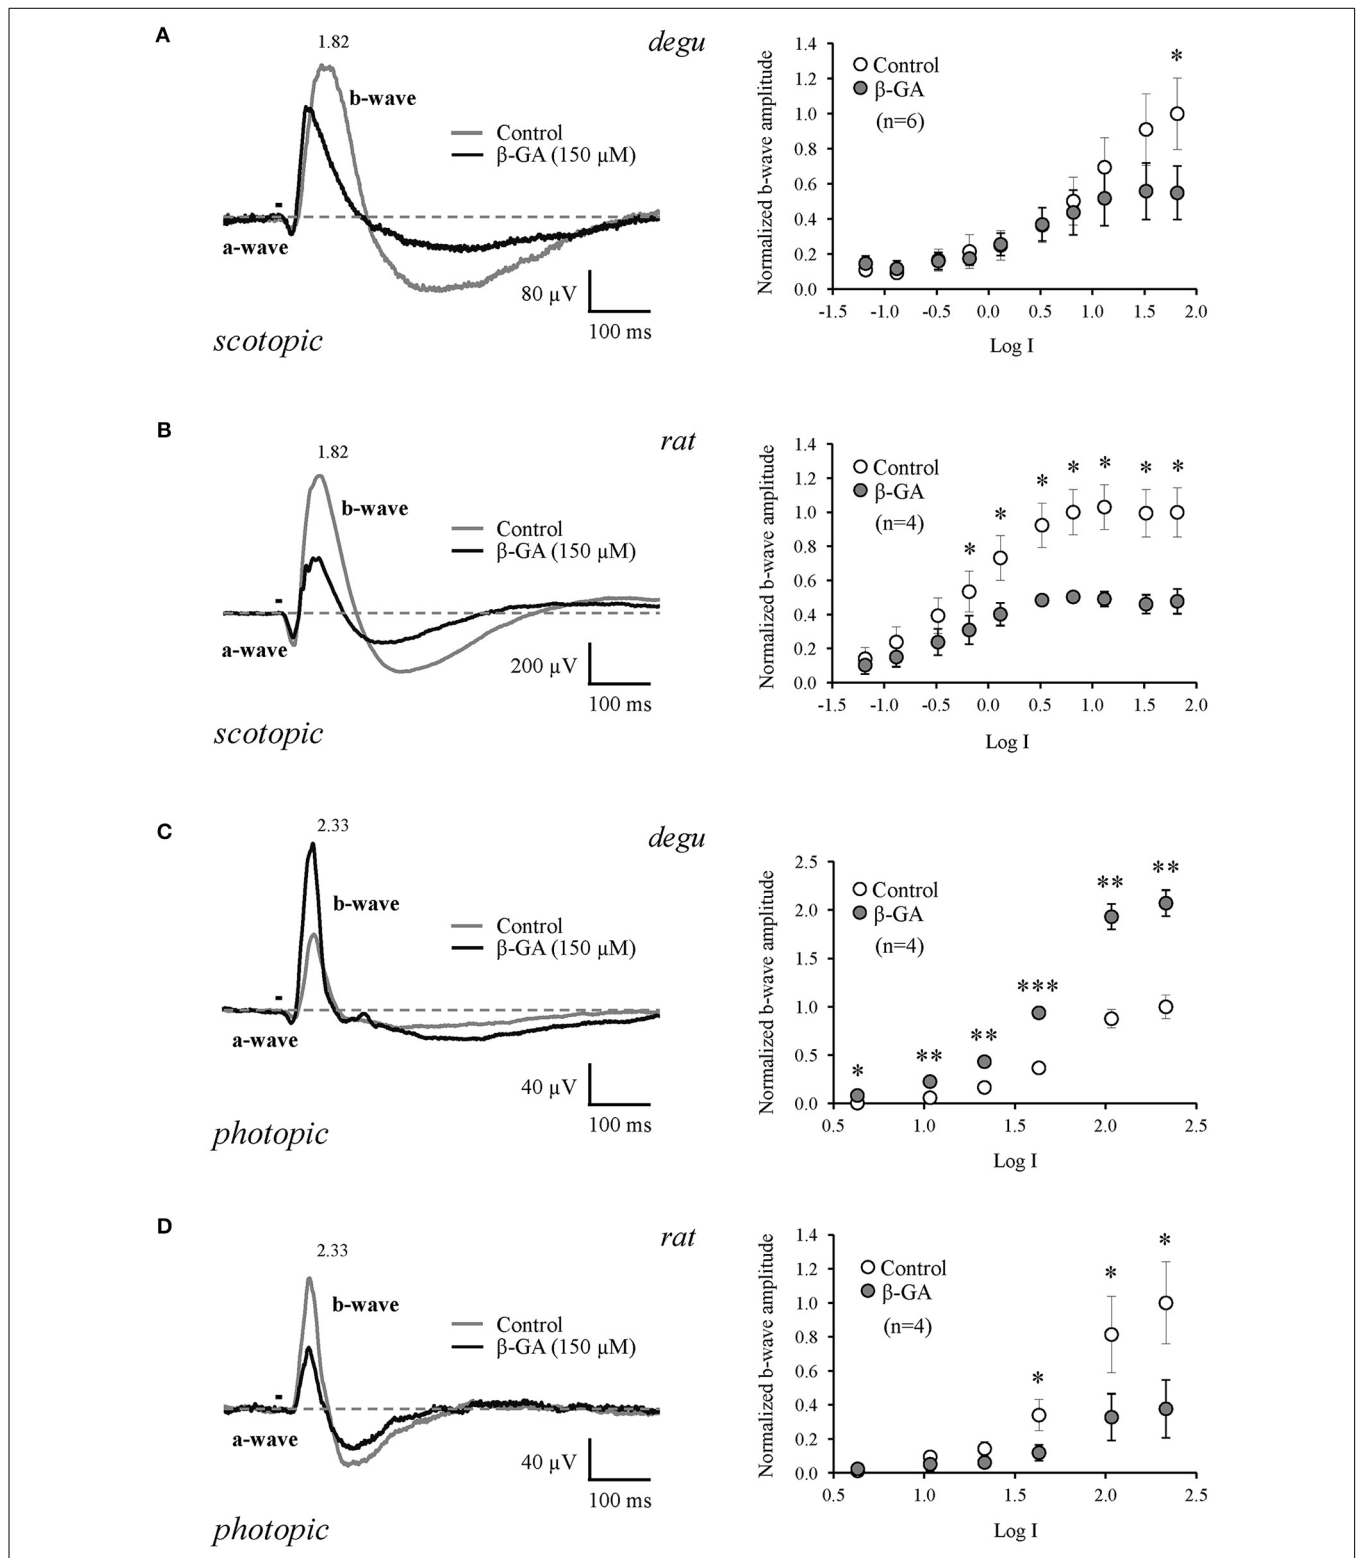 A
1.82
degu
b-wave
Control
β-GA (150 μM)
a-wave
80 μV
100 ms
scotopic
Normalized b-wave amplitude
1.4
1.2
1.0
0.8
0.6
0.4
0.2
0.0
Control
β-GA
(n=6)
*
-1.5 -1.0 -0.5 0.0 0.5 1.0 1.5 2.0
Log I
B
1.82
rat
b-wave
Control
β-GA (150 μM)
a-wave
200 μV
100 ms
scotopic
Normalized b-wave amplitude
1.4
1.2
1.0
0.8
0.6
0.4
0.2
0.0
Control
β-GA
(n=4)
* * * * * * *
-1.5 -1.0 -0.5 0.0 0.5 1.0 1.5 2.0
Log I
C
2.33
degu
b-wave
Control
β-GA (150 μM)
a-wave
40 μV
100 ms
photopic
Normalized b-wave amplitude
2.5
2.0
1.5
1.0
0.5
0.0
Control
β-GA
(n=4)
* ** ** *** ** **
0.5 1.0 1.5 2.0 2.5
Log I
D
2.33
rat
b-wave
Control
β-GA (150 μM)
a-wave
40 μV
100 ms
photopic
Normalized b-wave amplitude
1.4
1.2
1.0
0.8
0.6
0.4
0.2
0.0
Control
β-GA
(n=4)
* * *
0.5 1.0 1.5 2.0 2.5
Log I